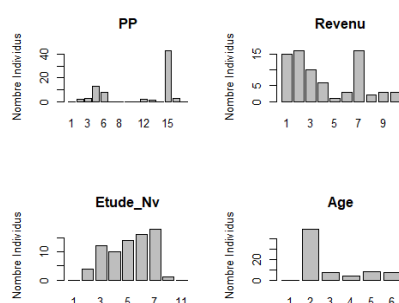 PP
Nombre Individus
0 20 40
1 3 6 8 12 15
Revenu
Nombre Individus
0 5 15
1 3 5 7 9
Etude_Nv
Nombre Individus
0 10
1 3 5 7 11
Age
Nombre Individus
0 20
1 2 3 4 5 6